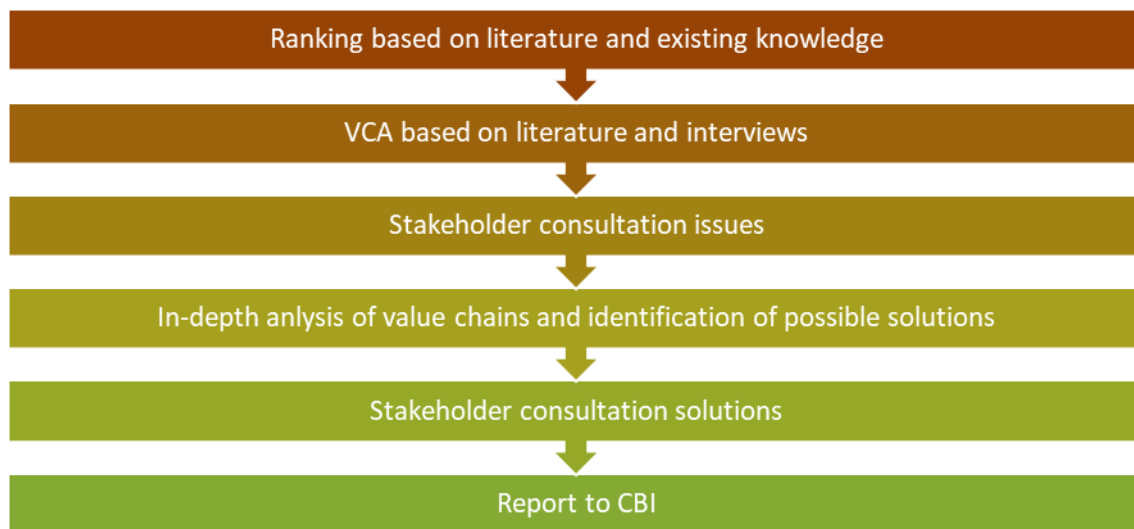 Ranking based on literature and existing knowledge
VCA based on literature and interviews
Stakeholder consultation issues
In-depth anlysis of value chains and identification of possible solutions
Stakeholder consultation solutions
Report to CBI